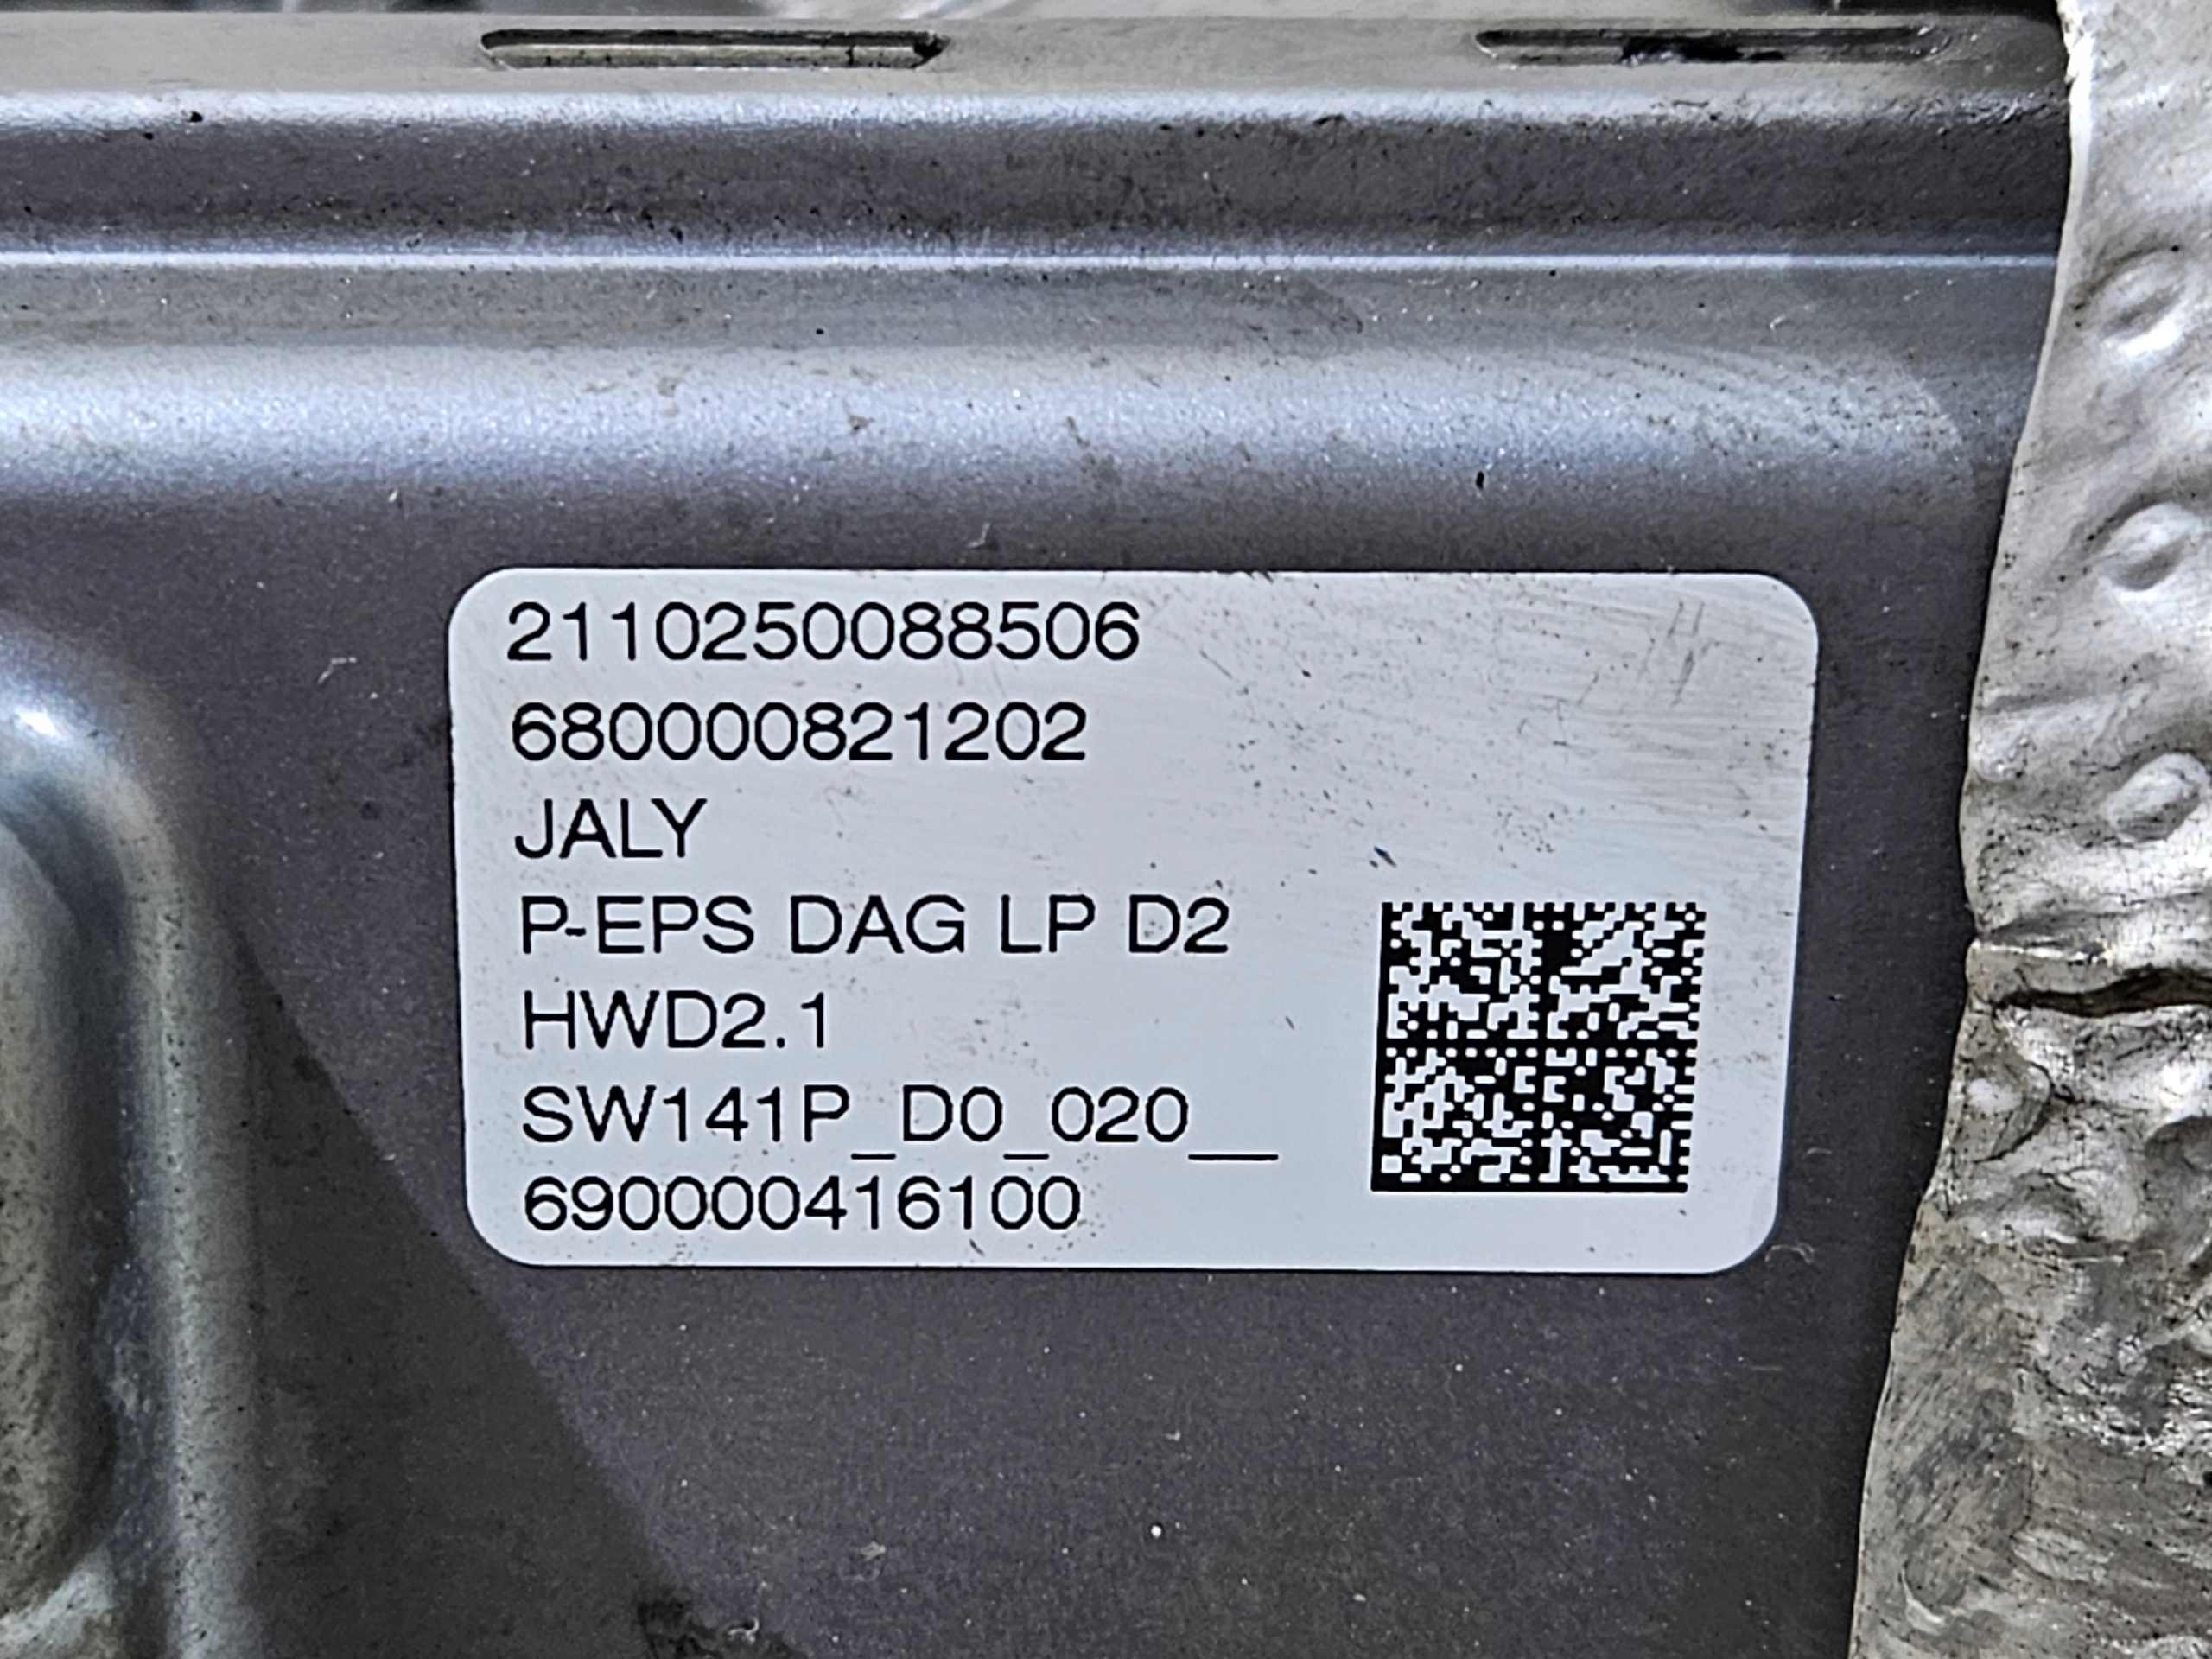 2110250088506
680000821202
JALY
P-EPS DAG LP D2
HWD2.1
SW141P_D0_020__
690000416100